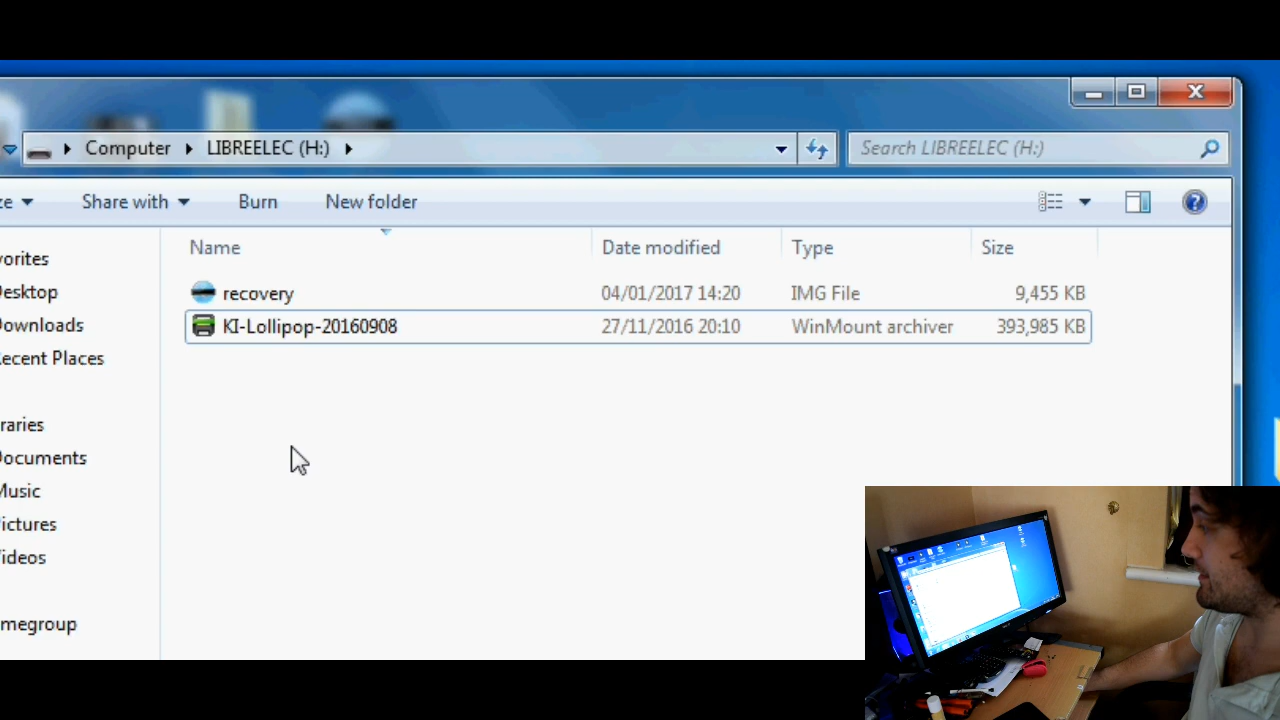 Computer LIBREELEC (H:) Search LIBREELEC (H:)
ze Share with Burn New folder
Name Date modified Type Size
vorites
recovery 04/01/2017 14:20 IMG File 9,455 KB
esktop
KI-Lollipop-20160908 27/11/2016 20:10 WinMount archiver 393,985 KB
ownloads
ecent Places
raries
ocuments
Music
ictures
ideos
megroup